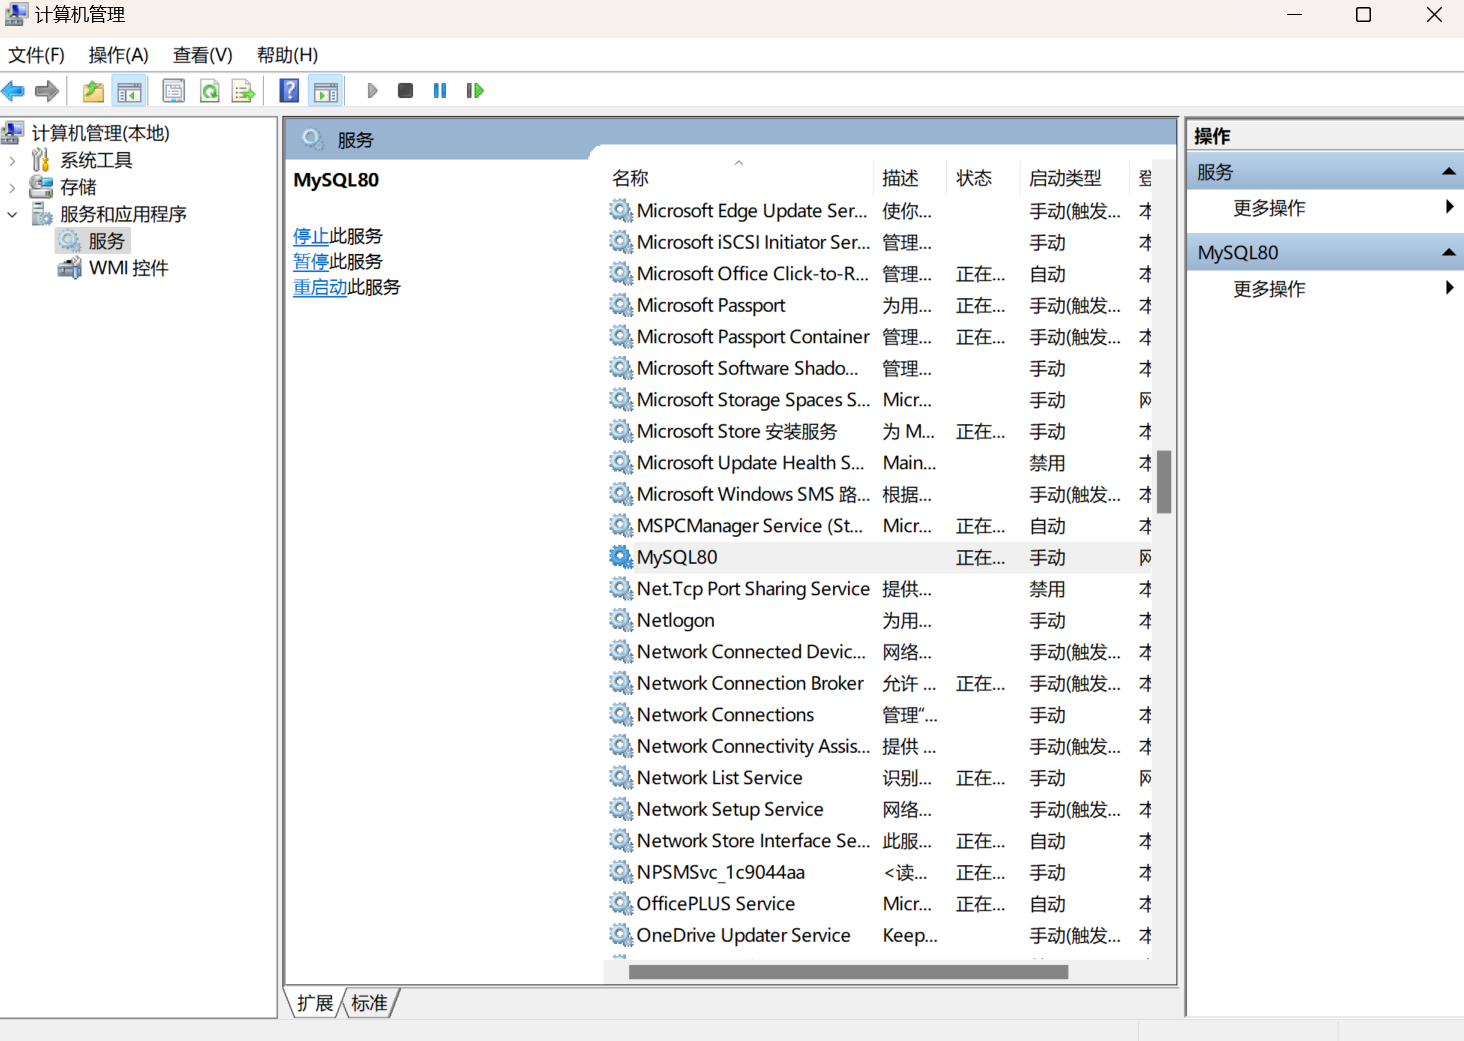 计算机管理
文件(F) 操作(A) 查看(V) 帮助(H)
计算机管理(本地)
系统工具
存储
服务和应用程序
服务
WMI 控件
服务
MySQL80
停止此服务
暂停此服务
重启动此服务
名称 描述 状态 启动类型
Microsoft Edge Update Ser... 使你... 手动(触发... 本
Microsoft iSCSI Initiator Ser... 管理... 手动 本
Microsoft Office Click-to-R... 管理... 正在... 自动 本
Microsoft Passport 为用... 正在... 手动(触发... 本
Microsoft Passport Container 管理... 正在... 手动(触发... 本
Microsoft Software Shado... 管理... 手动 本
Microsoft Storage Spaces S... Micr... 手动 网
Microsoft Store 安装服务 为 M... 正在... 手动 本
Microsoft Update Health S... Main... 禁用 本
Microsoft Windows SMS 路... 根据... 手动(触发... 本
MSPCManager Service (St... Micr... 正在... 自动 本
MySQL80 正在... 手动 网
Net.Tcp Port Sharing Service 提供... 禁用 本
Netlogon 为用... 手动 本
Network Connected Devic... 网络... 手动(触发... 本
Network Connection Broker 允许 ... 正在... 手动(触发... 本
Network Connections 管理“... 手动 本
Network Connectivity Assis... 提供 ... 手动(触发... 本
Network List Service 识别... 正在... 手动 网
Network Setup Service 网络... 手动(触发... 本
Network Store Interface Se... 此服... 正在... 自动 本
NPSMSvc_1c9044aa <读... 正在... 手动 本
OfficePLUS Service Micr... 正在... 自动 本
OneDrive Updater Service Keep... 手动(触发... 本
扩展 标准
操作
服务
更多操作
MySQL80
更多操作